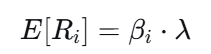 E[R_i] = β_i · λ